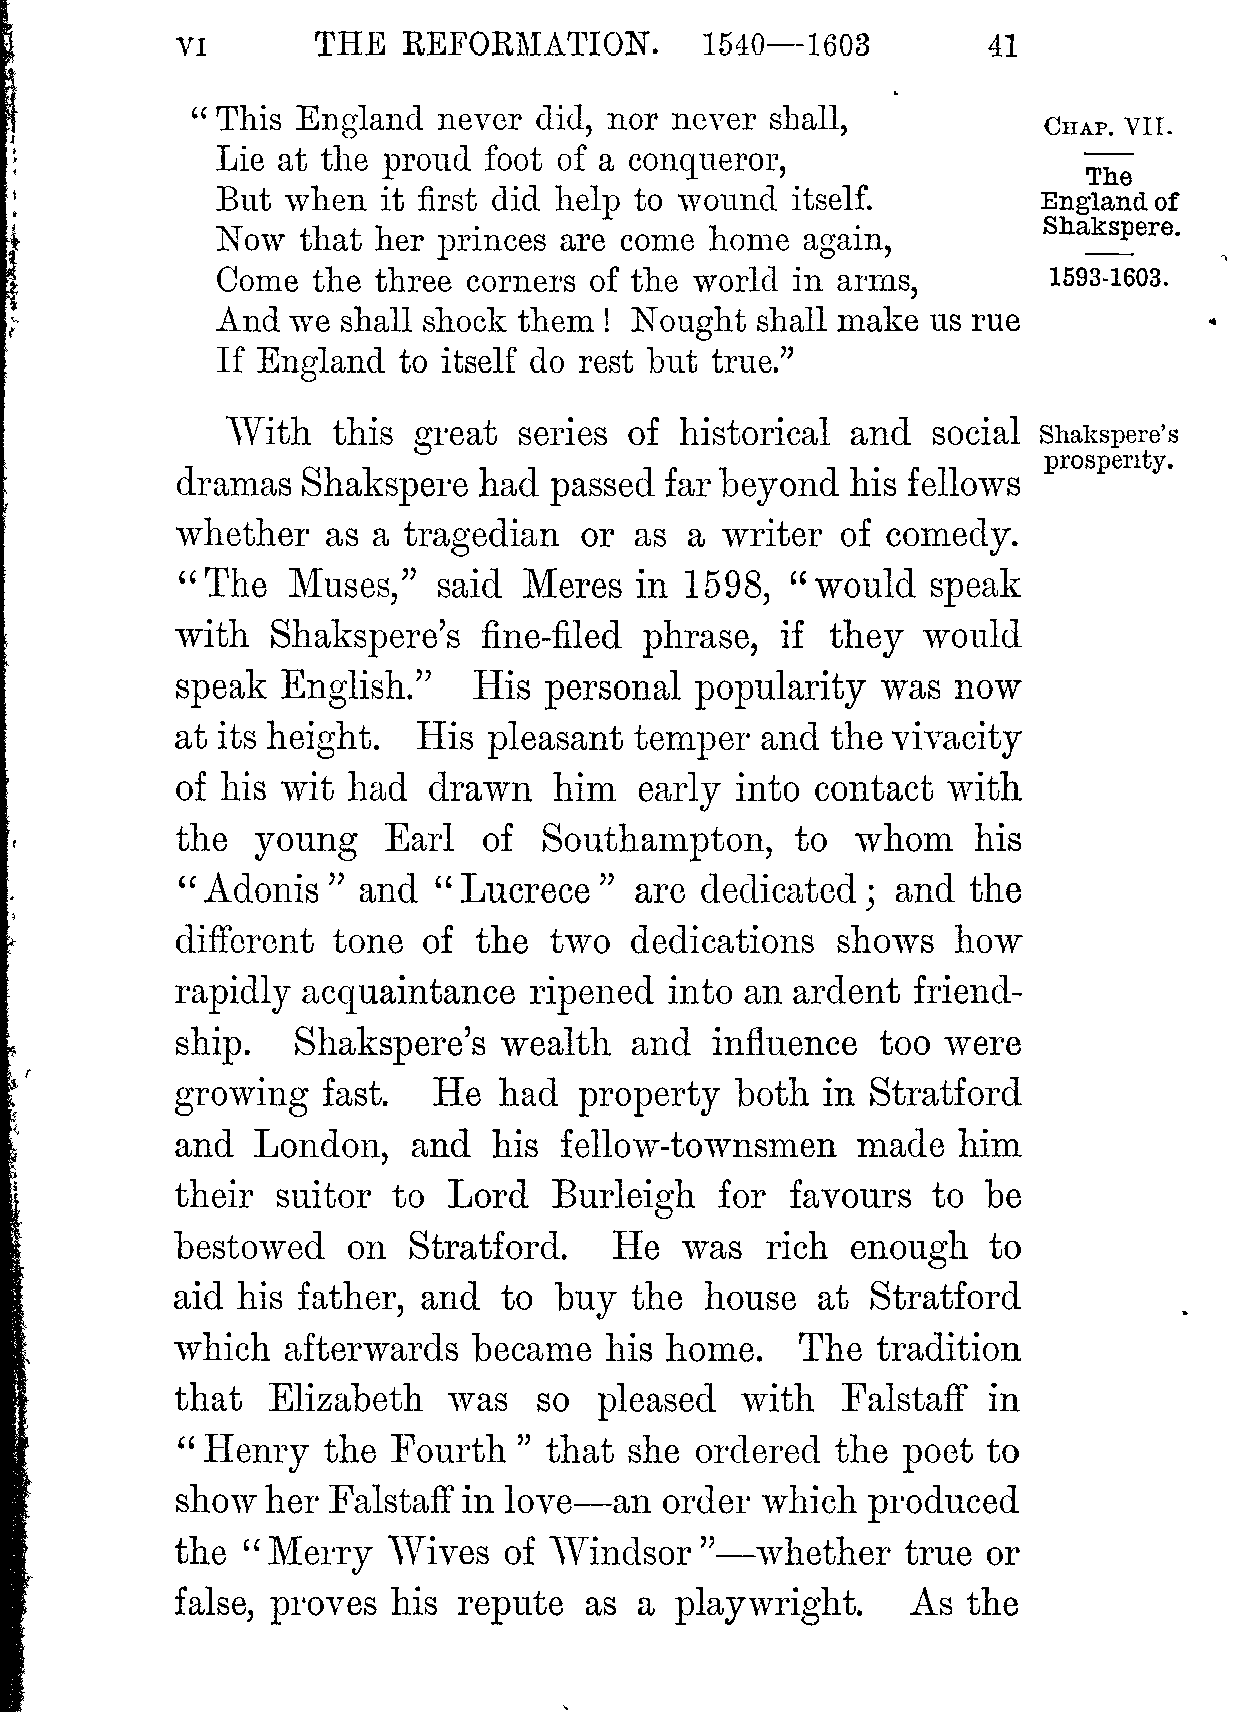 VI THE REFORMATION. 1540—1603 41
"This England never did, nor never shall,
Lie at the proud foot of a conqueror,
But when it first did help to wound itself.
Now that her princes are come home again,
Come the three corners of the world in arms,
And we shall shock them! Nought shall make us rue
If England to itself do rest but true."
CHAP. VII.
The
England of
Shakspere.
1593-1603.
With this great series of historical and social
dramas Shakspere had passed far beyond his fellows
whether as a tragedian or as a writer of comedy.
"The Muses," said Meres in 1598, "would speak
with Shakspere's fine-filed phrase, if they would
speak English." His personal popularity was now
at its height. His pleasant temper and the vivacity
of his wit had drawn him early into contact with
the young Earl of Southampton, to whom his
"Adonis" and "Lucrece" are dedicated; and the
different tone of the two dedications shows how
rapidly acquaintance ripened into an ardent friend-
ship. Shakspere's wealth and influence too were
growing fast. He had property both in Stratford
and London, and his fellow-townsmen made him
their suitor to Lord Burleigh for favours to be
bestowed on Stratford. He was rich enough to
aid his father, and to buy the house at Stratford
which afterwards became his home. The tradition
that Elizabeth was so pleased with Falstaff in
"Henry the Fourth" that she ordered the poet to
show her Falstaff in love—an order which produced
the "Merry Wives of Windsor"—whether true or
false, proves his repute as a playwright. As the
Shakspere's
prosperity.